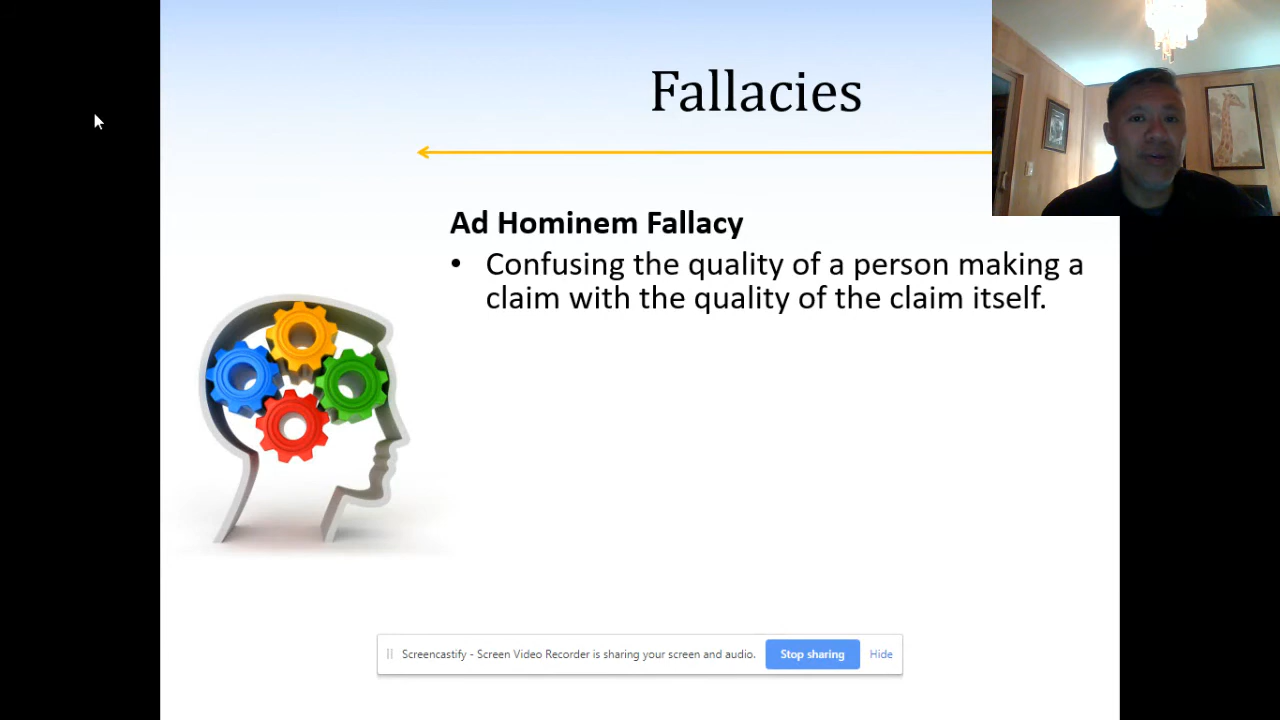 Fallacies
Ad Hominem Fallacy
• Confusing the quality of a person making a
claim with the quality of the claim itself.
Screencastify - Screen Video Recorder is sharing your screen and audio. Stop sharing Hide